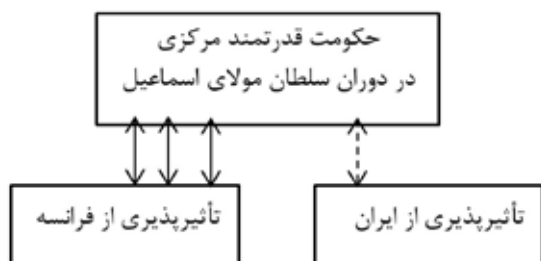 حکومت قدرتمند مرکزی
در دوران سلطان مولای اسماعیل
تأثیرپذیری از ایران
تأثیرپذیری از فرانسه